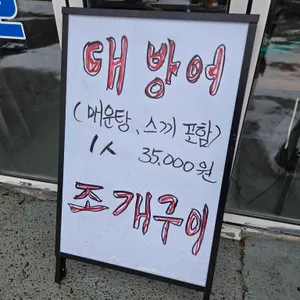 대방어
(매운탕, 스끼 포함)
1人 35.000원
조개구이